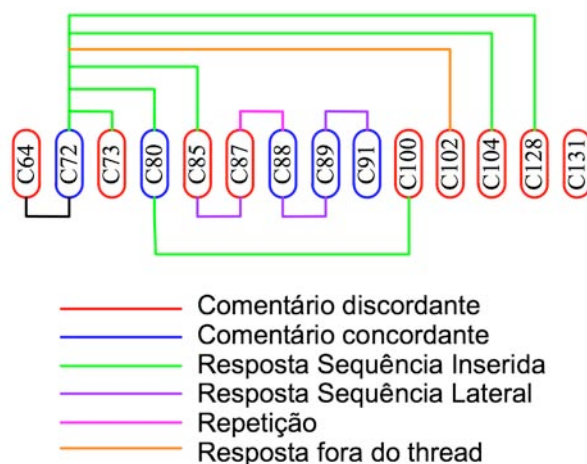 C64
C72
C73
C80
C85
C87
C88
C89
C91
C100
C102
C104
C128
C131
Comentário discordante
Comentário concordante
Resposta Sequência Inserida
Resposta Sequência Lateral
Repetição
Resposta fora do thread